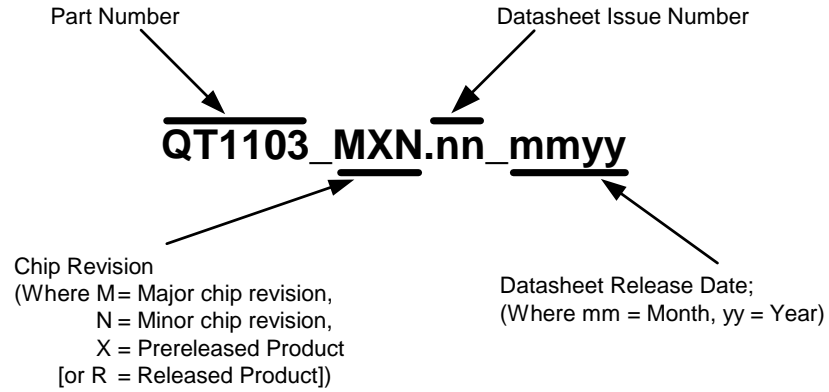 Part Number
Datasheet Issue Number
QT1103_MXN.nn_mmyy
Chip Revision
(Where M = Major chip revision,
N = Minor chip revision,
X = Prereleased Product
[or R = Released Product])
Datasheet Release Date;
(Where mm = Month, yy = Year)